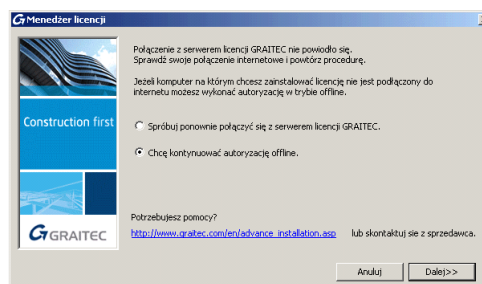 Menedżer licencji
Połączenie z serwerem licencji GRAITEC nie powiodło się.
Sprawdź swoje połączenie internetowe i powtórz procedurę.
Jeżeli komputer na którym chcesz zainstalować licencję nie jest podłączony do
internetu możesz wykonać autoryzację w trybie offline.
Construction first
Spróbuj ponownie połączyć się z serwerem licencji GRAITEC.
Chcę kontynuować autoryzację offline.
Potrzebujesz pomocy?
http://www.graitec.com/en/advance_installation.asp lub skontaktuj sie z sprzedawca.
GRAITEC
Anuluj Dalej>>